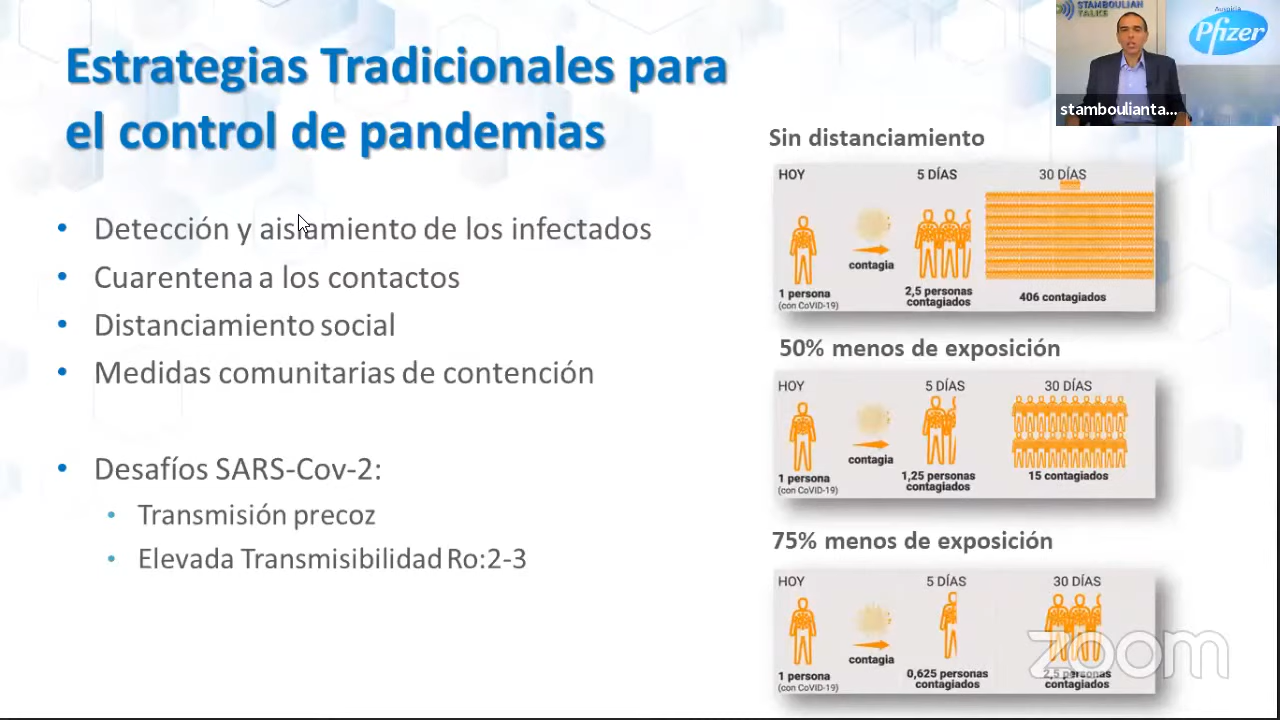 Estrategias Tradicionales para
el control de pandemias
• Detección y aislamiento de los infectados
• Cuarentena a los contactos
• Distanciamiento social
• Medidas comunitarias de contención
• Desafíos SARS-Cov-2:
• Transmisión precoz
• Elevada Transmisibilidad Ro:2-3
STAMBOULIAN
TALKS
Auspicia
Pfizer
stamboulianta...
Sin distanciamiento
HOY 5 DÍAS 30 DÍAS
contagia
1 persona
(con CoVID-19)
2,5 personas
contagiados
406 contagiados
50% menos de exposición
HOY 5 DÍAS 30 DÍAS
contagia
1 persona
(con CoVID-19)
1,25 personas
contagiados
15 contagiados
75% menos de exposición
HOY 5 DÍAS 30 DÍAS
contagia
1 persona
(con CoVID-19)
0,625 personas
contagiados
2,5 personas
contagiados
zoom